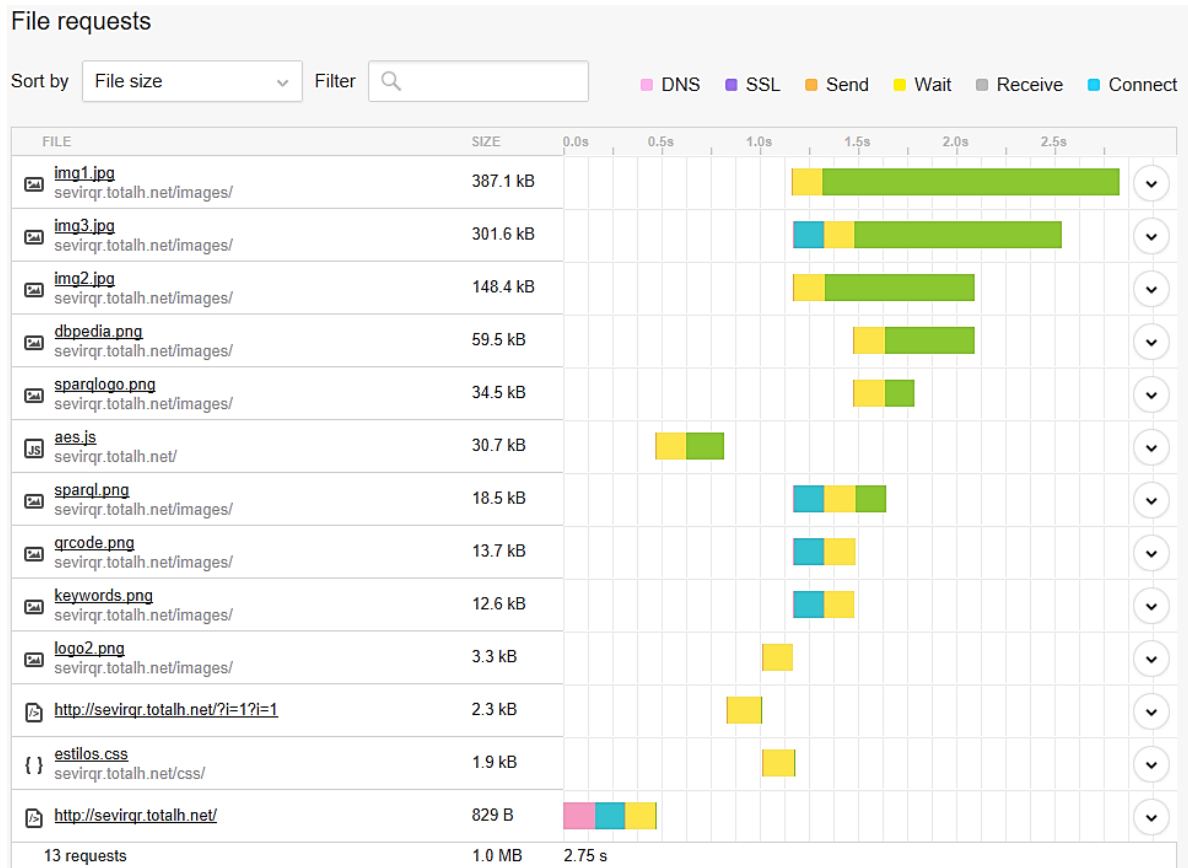 File requests
Sort by File size Filter DNS SSL Send Wait Receive Connect
FILE SIZE 0.0s 0.5s 1.0s 1.5s 2.0s 2.5s
img1.jpg
sevirqr.totalh.net/images/ 387.1 kB
img3.jpg
sevirqr.totalh.net/images/ 301.6 kB
img2.jpg
sevirqr.totalh.net/images/ 148.4 kB
dbpedia.png
sevirqr.totalh.net/images/ 59.5 kB
sparqlogo.png
sevirqr.totalh.net/images/ 34.5 kB
aes.js
JS sevirqr.totalh.net/ 30.7 kB
sparql.png
sevirqr.totalh.net/images/ 18.5 kB
qrcode.png
sevirqr.totalh.net/images/ 13.7 kB
keywords.png
sevirqr.totalh.net/images/ 12.6 kB
logo2.png
sevirqr.totalh.net/images/ 3.3 kB
http://sevirqr.totalh.net/?i=1?i=1 2.3 kB
estilos.css
{ } sevirqr.totalh.net/css/ 1.9 kB
http://sevirqr.totalh.net/ 829 B
13 requests 1.0 MB 2.75 s